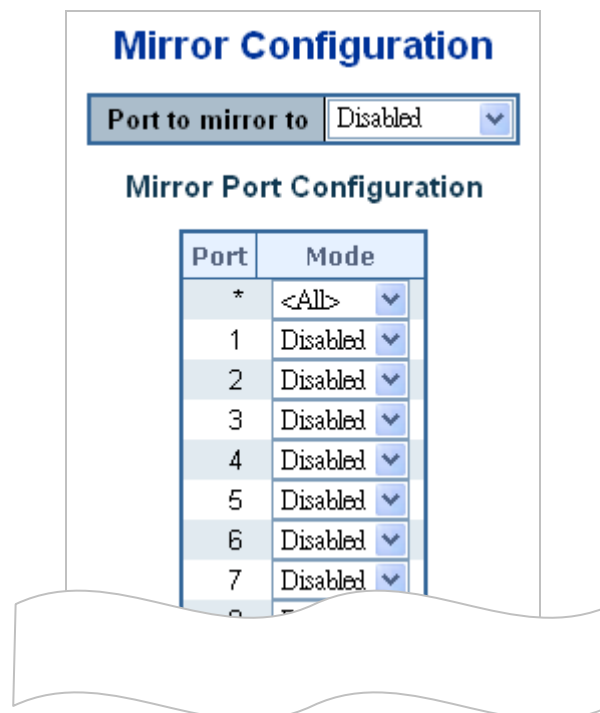 Mirror Configuration
Port to mirror to Disabled
Mirror Port Configuration
Port Mode
* <All>
1 Disabled
2 Disabled
3 Disabled
4 Disabled
5 Disabled
6 Disabled
7 Disabled